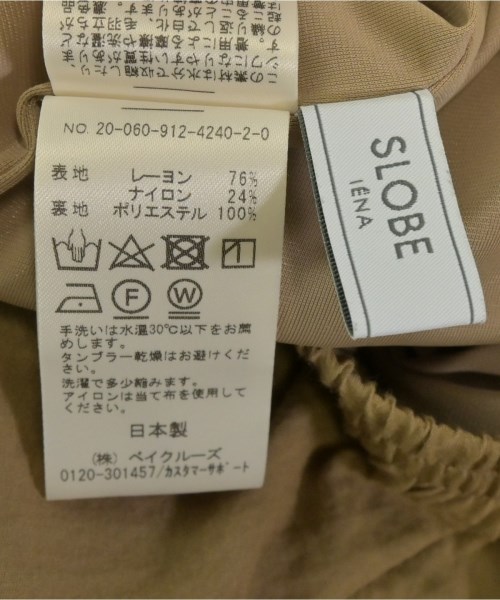 NO. 20-060-912-4240-2-0
表地 レーヨン 76%
ナイロン 24%
裏地 ポリエステル 100%
F W
手洗いは水温30℃以下をお薦
めします。
タンブラー乾燥はお避けくださ
い。
洗濯で多少縮みます。
アイロンは当て布を使用して
ください。
日本製
(株) ベイクルーズ
0120-301457/カスタマーサポート
SLOBE
IÉNA